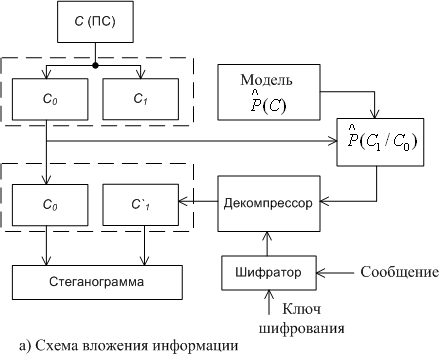 C (ПС)
C₀
C₁
Модель
P̂(C)
P̂(C₁ / C₀)
C₀
C`₁
Декомпрессор
Стеганограмма
Шифратор
Сообщение
Ключ
шифрования
а) Схема вложения информации